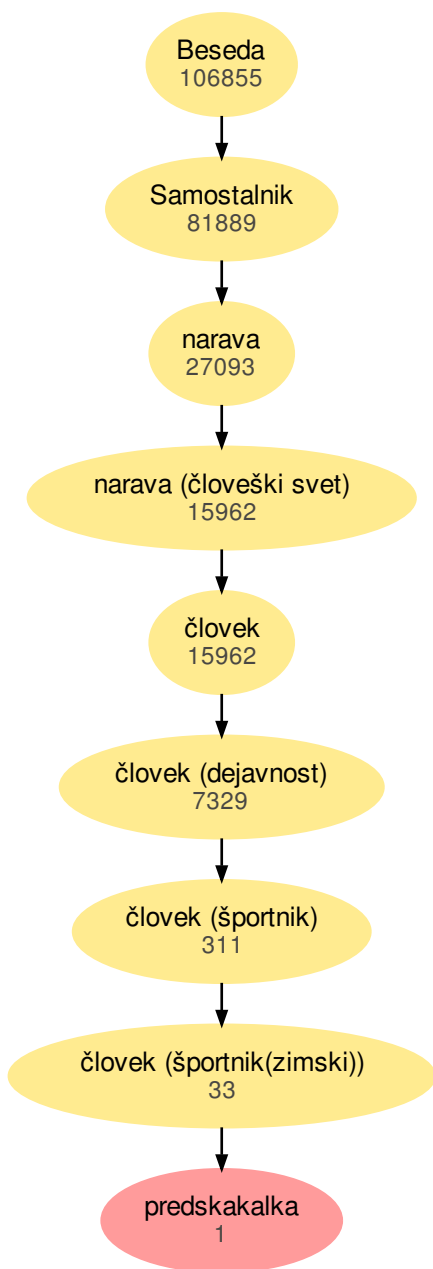 Beseda
106855
Samostalnik
81889
narava
27093
narava (človeški svet)
15962
človek
15962
človek (dejavnost)
7329
človek (športnik)
311
človek (športnik(zimski))
33
predskakalka
1